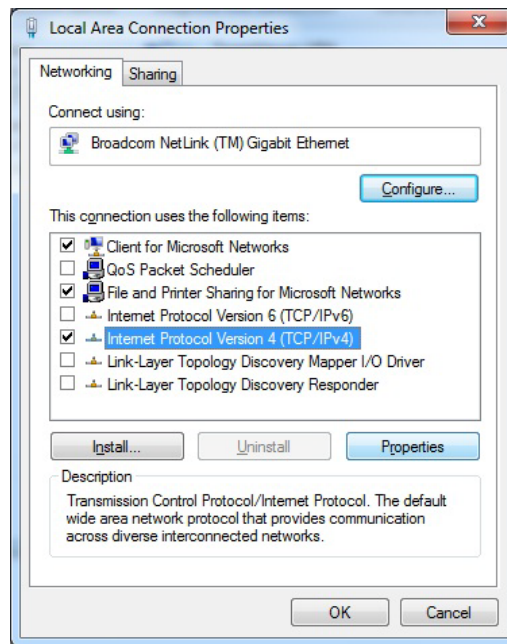 Local Area Connection Properties
Networking
Sharing
Connect using:
Broadcom NetLink (TM) Gigabit Ethernet
Configure...
This connection uses the following items:
Client for Microsoft Networks
QoS Packet Scheduler
File and Printer Sharing for Microsoft Networks
Internet Protocol Version 6 (TCP/IPv6)
Internet Protocol Version 4 (TCP/IPv4)
Link-Layer Topology Discovery Mapper I/O Driver
Link-Layer Topology Discovery Responder
Install...
Uninstall
Properties
Description
Transmission Control Protocol/Internet Protocol. The default
wide area network protocol that provides communication
across diverse interconnected networks.
OK
Cancel